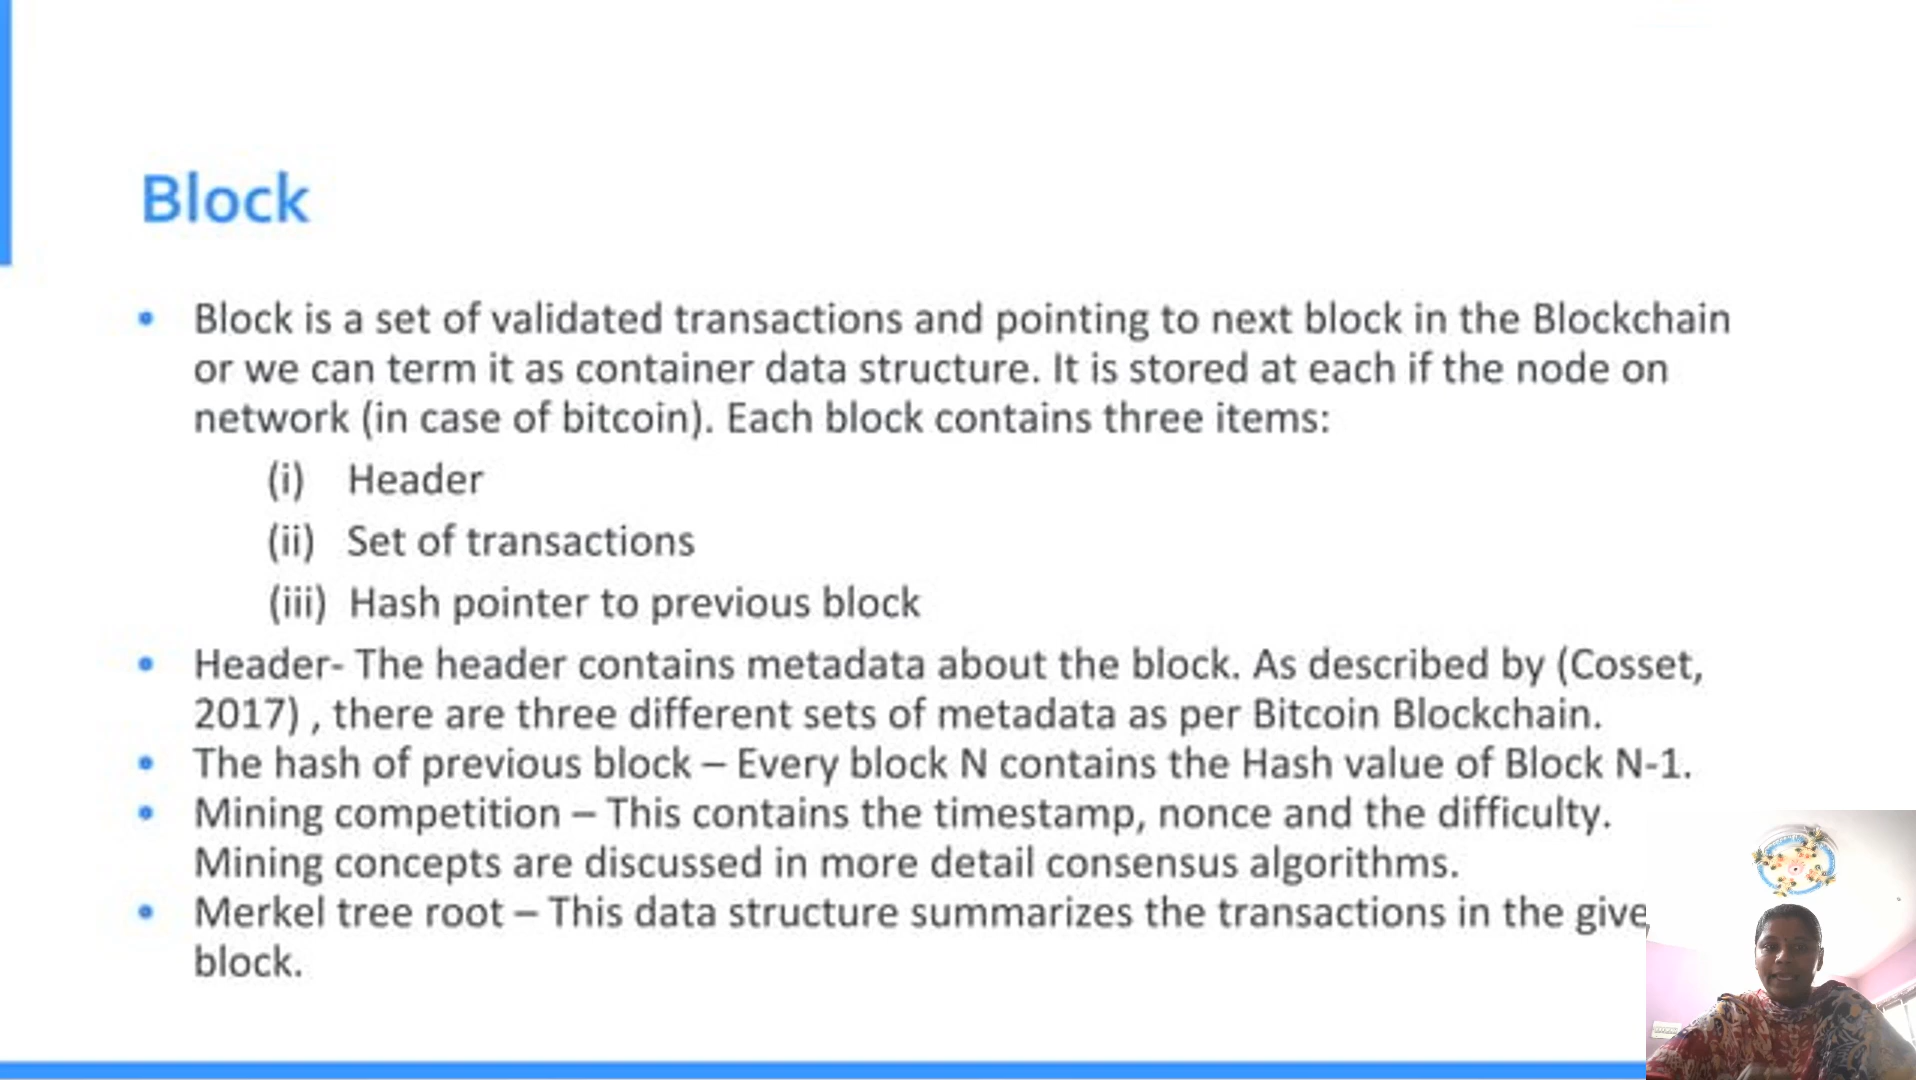 Block
• Block is a set of validated transactions and pointing to next block in the Blockchain
or we can term it as container data structure. It is stored at each if the node on
network (in case of bitcoin). Each block contains three items:
(i) Header
(ii) Set of transactions
(iii) Hash pointer to previous block
• Header- The header contains metadata about the block. As described by (Cosset,
2017) , there are three different sets of metadata as per Bitcoin Blockchain.
• The hash of previous block – Every block N contains the Hash value of Block N-1.
• Mining competition – This contains the timestamp, nonce and the difficulty.
Mining concepts are discussed in more detail consensus algorithms.
• Merkel tree root – This data structure summarizes the transactions in the give
block.